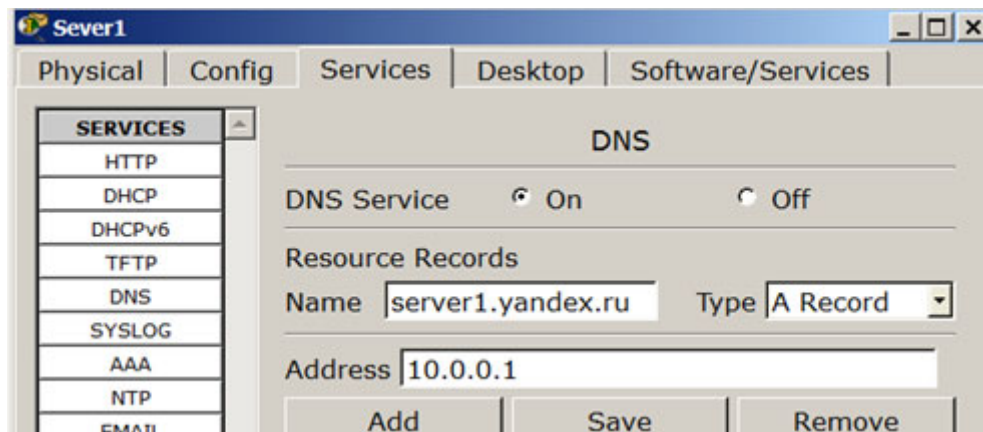 Sever1
Physical Config Services Desktop Software/Services
SERVICES
HTTP
DHCP
DHCPv6
TFTP
DNS
SYSLOG
AAA
NTP
EMAIL
DNS
DNS Service On Off
Resource Records
Name server1.yandex.ru Type A Record
Address 10.0.0.1
Add Save Remove